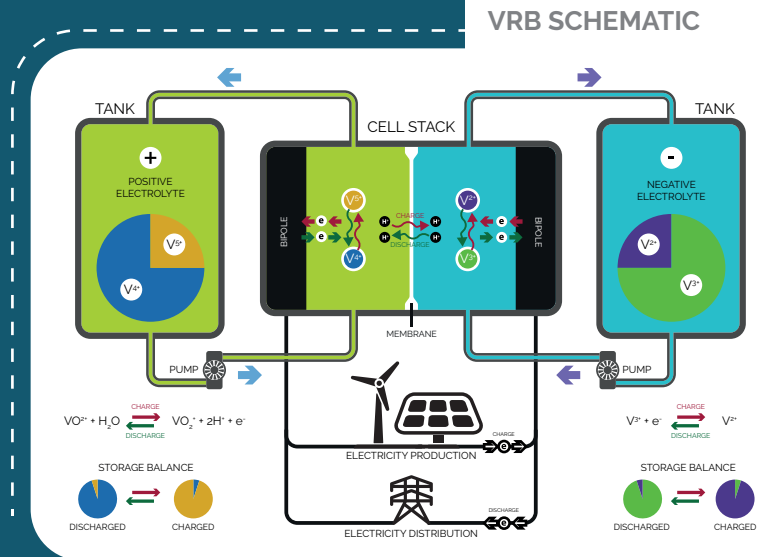 VRB SCHEMATIC
TANK
CELL STACK
TANK
+
POSITIVE
ELECTROLYTE
V⁵⁺
V⁴⁺
BIPOLE
V⁵⁺
V⁴⁺
e
e
H⁺
H⁺
CHARGE
H⁺
H⁺
DISCHARGE
V²⁺
V³⁺
e
e
BIPOLE
-
NEGATIVE
ELECTROLYTE
V²⁺
V³⁺
MEMBRANE
PUMP
PUMP
CHARGE
VO²⁺ + H₂O VO₂⁺ + 2H⁺ + e⁻
DISCHARGE
CHARGE
V³⁺ + e⁻ V²⁺
DISCHARGE
CHARGE
e
ELECTRICITY PRODUCTION
DISCHARGE
e
ELECTRICITY DISTRIBUTION
STORAGE BALANCE
DISCHARGED CHARGED
STORAGE BALANCE
DISCHARGED CHARGED